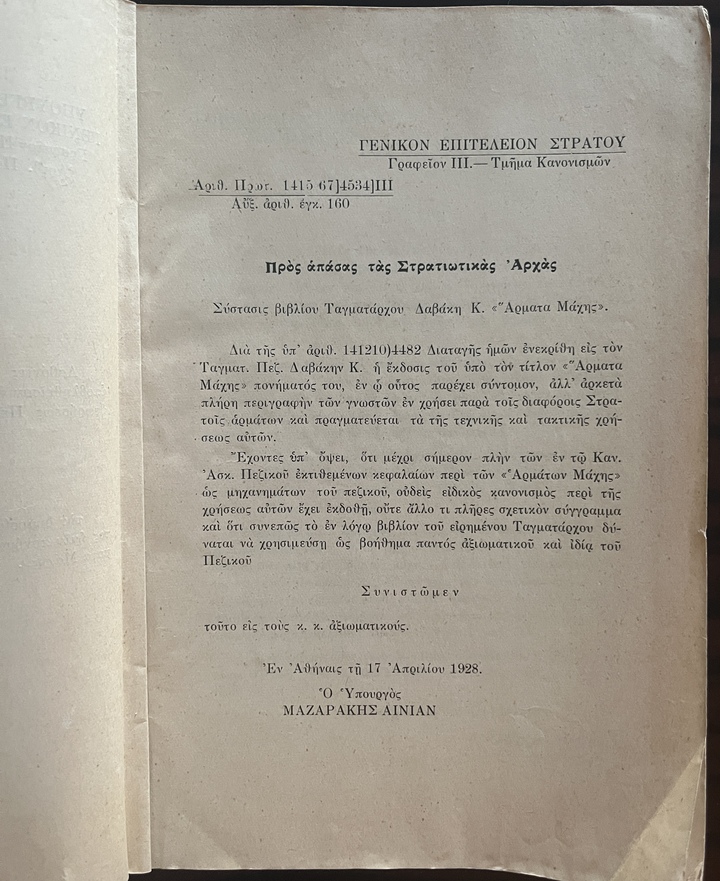 ΓΕΝΙΚΟΝ ΕΠΙΤΕΛΕΙΟΝ ΣΤΡΑΤΟΥ
Γραφεῖον ΙΙΙ.— Τμῆμα Κανονισμῶν
Ἀριθ. Πρωτ. 1415 67]4534]ΙΙΙ
Αὔξ. ἀριθ. ἐγκ. 160
Πρὸς ἁπάσας τὰς Στρατιωτικὰς Ἀρχὰς
Σύστασις βιβλίου Ταγματάρχου Δαβάκη Κ. «Ἅρματα Μάχης».
Διὰ τῆς ὑπ' ἀριθ. 141210)4482 Διαταγῆς ἡμῶν ἐνεκρίθη εἰς τὸν
Ταγματ. Πεζ. Δαβάκην Κ. ἡ ἔκδοσις τοῦ ὑπὸ τὸν τίτλον «Ἅρματα
Μάχης» πονήματός του, ἐν ᾧ οὗτος παρέχει σύντομον, ἀλλ' ἀρκετὰ
πλήρη περιγραφὴν τῶν γνωστῶν ἐν χρήσει παρὰ τοῖς διαφόροις Στρα-
τοῖς ἁρμάτων καὶ πραγματεύεται τὰ τῆς τεχνικῆς καὶ τακτικῆς χρή-
σεως αὐτῶν.
Ἔχοντες ὑπ' ὄψει, ὅτι μέχρι σήμερον πλὴν τῶν ἐν τῷ Καν.
Ἀσκ. Πεζικοῦ ἐκτιθεμένων κεφαλαίων περὶ τῶν «Ἁρμάτων Μάχης»
ὡς μηχανημάτων τοῦ πεζικοῦ, οὐδεὶς εἰδικὸς κανονισμὸς περὶ τῆς
χρήσεως αὐτῶν ἔχει ἐκδοθῇ, οὔτε ἄλλο τι πλῆρες σχετικὸν σύγγραμμα
καὶ ὅτι συνεπῶς τὸ ἐν λόγῳ βιβλίον τοῦ εἰρημένου Ταγματάρχου δύ-
ναται νὰ χρησιμεύσῃ ὡς βοήθημα παντὸς ἀξιωματικοῦ καὶ ἰδίᾳ τοῦ
Πεζικοῦ
Συνιστῶμεν
τοῦτο εἰς τοὺς κ. κ. ἀξιωματικούς.
Ἐν Ἀθήναις τῇ 17 Ἀπριλίου 1928.
Ὁ Ὑπουργὸς
ΜΑΖΑΡΑΚΗΣ ΑΙΝΙΑΝ